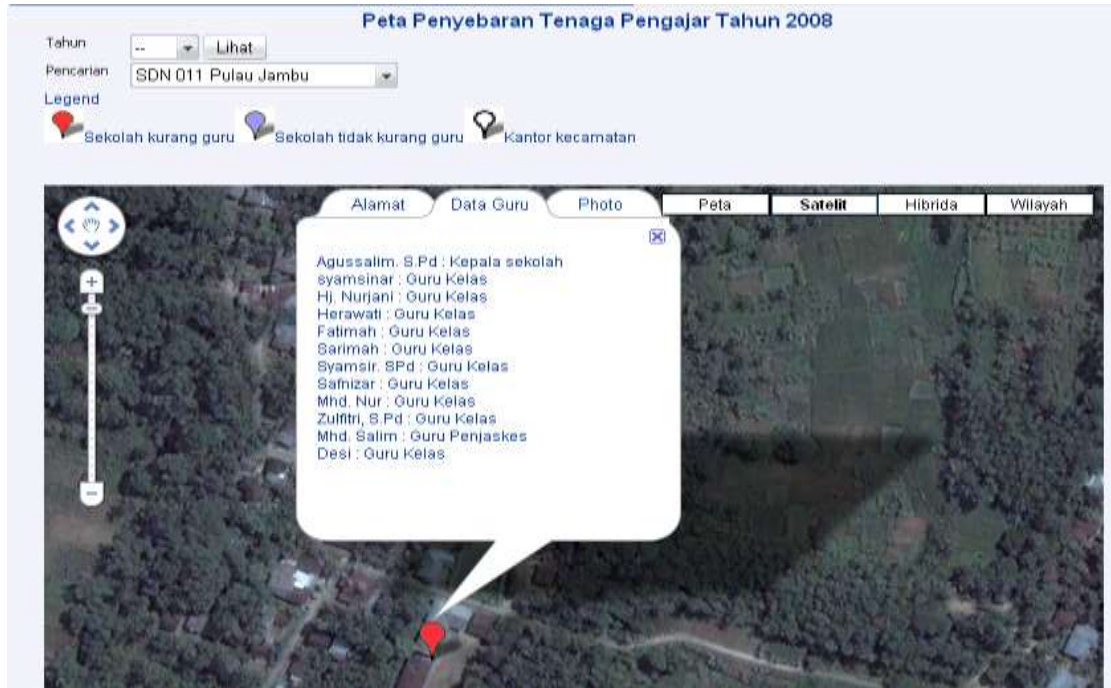 Peta Penyebaran Tenaga Pengajar Tahun 2008
Tahun -- Lihat
Pencarian SDN 011 Pulau Jambu
Legend
Sekolah kurang guru Sekolah tidak kurang guru Kantor kecamatan
Alamat Data Guru Photo Peta Satelit Hibrida Wilayah
Agussalim. S.Pd : Kepala sekolah
syamsinar : Guru Kelas
Hj. Nurjani : Guru Kelas
Herawati : Guru Kelas
Fatimah : Guru Kelas
Sarimah : Guru Kelas
Syamsir. SPd : Guru Kelas
Safnizar : Guru Kelas
Mhd. Nur : Guru Kelas
Zulfitri, S.Pd : Guru Kelas
Mhd. Salim : Guru Penjaskes
Desi : Guru Kelas